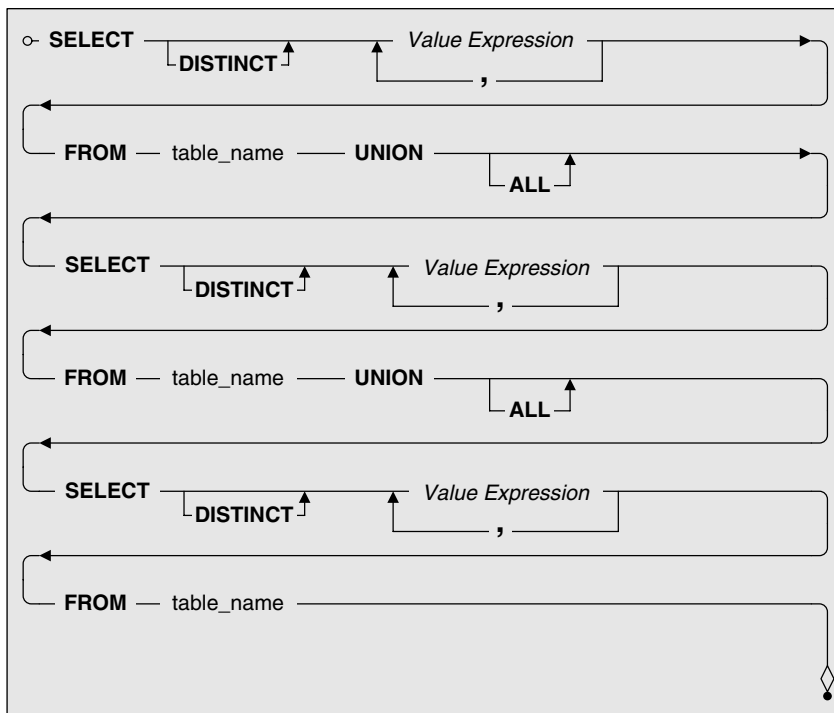 SELECT Value Expression
DISTINCT ,
FROM table_name UNION
ALL
SELECT Value Expression
DISTINCT ,
FROM table_name UNION
ALL
SELECT Value Expression
DISTINCT ,
FROM table_name